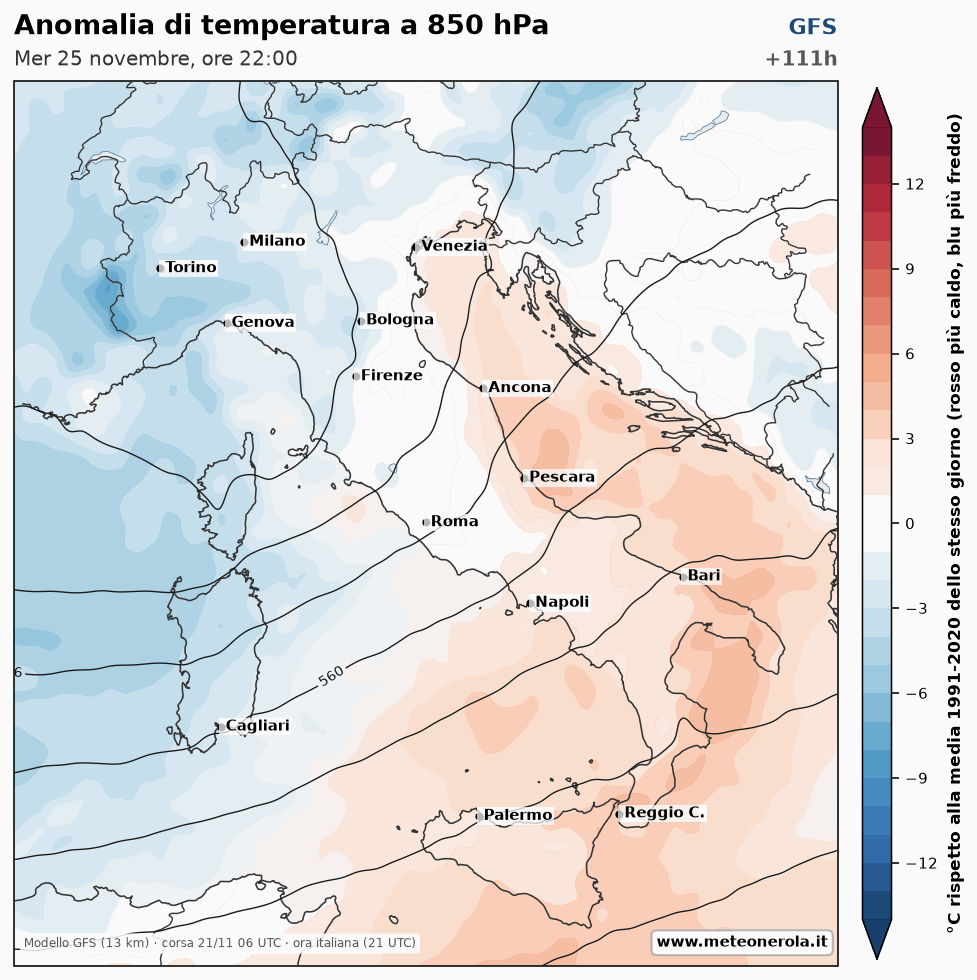 Anomalia di temperatura a 850 hPa
GFS
Mer 25 novembre, ore 22:00
+111h
Milano
Venezia
Torino
Genova
Bologna
Firenze
Ancona
Pescara
Roma
Bari
Napoli
6
560
Cagliari
Palermo
Reggio C.
Modello GFS (13 km) · corsa 21/11 06 UTC · ora italiana (21 UTC)
www.meteonerola.it
12
9
6
3
0
−3
−6
−9
−12
°C rispetto alla media 1991-2020 dello stesso giorno (rosso più caldo, blu più freddo)